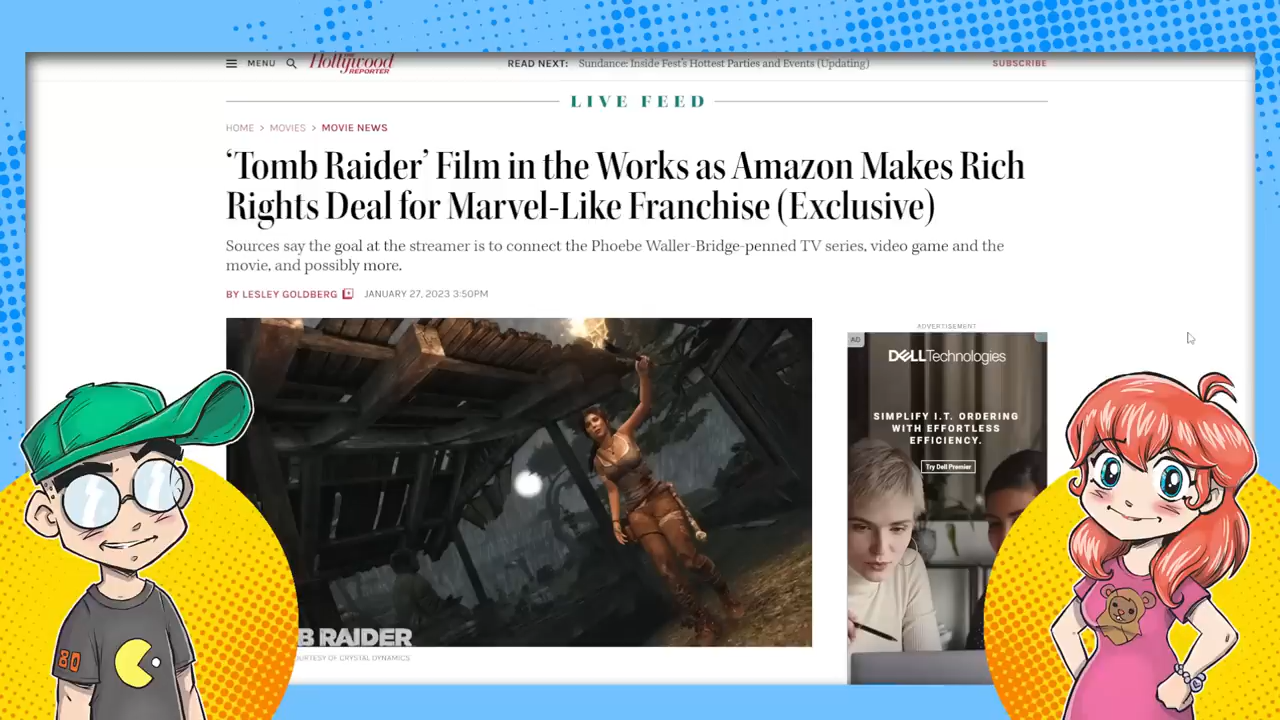 MENU
Hollywood
REPORTER
READ NEXT: Sundance: Inside Fest's Hottest Parties and Events (Updating)
SUBSCRIBE
LIVE FEED
HOME > MOVIES > MOVIE NEWS
‘Tomb Raider’ Film in the Works as Amazon Makes Rich
Rights Deal for Marvel-Like Franchise (Exclusive)
Sources say the goal at the streamer is to connect the Phoebe Waller-Bridge-penned TV series, video game and the
movie, and possibly more.
BY LESLEY GOLDBERG
JANUARY 27, 2023 3:50PM
ADVERTISEMENT
AD
DELLTechnologies
SIMPLIFY I.T. ORDERING
WITH EFFORTLESS
EFFICIENCY.
Try Dell Premier
B RAIDER
OURTESY OF CRYSTAL DYNAMICS
80